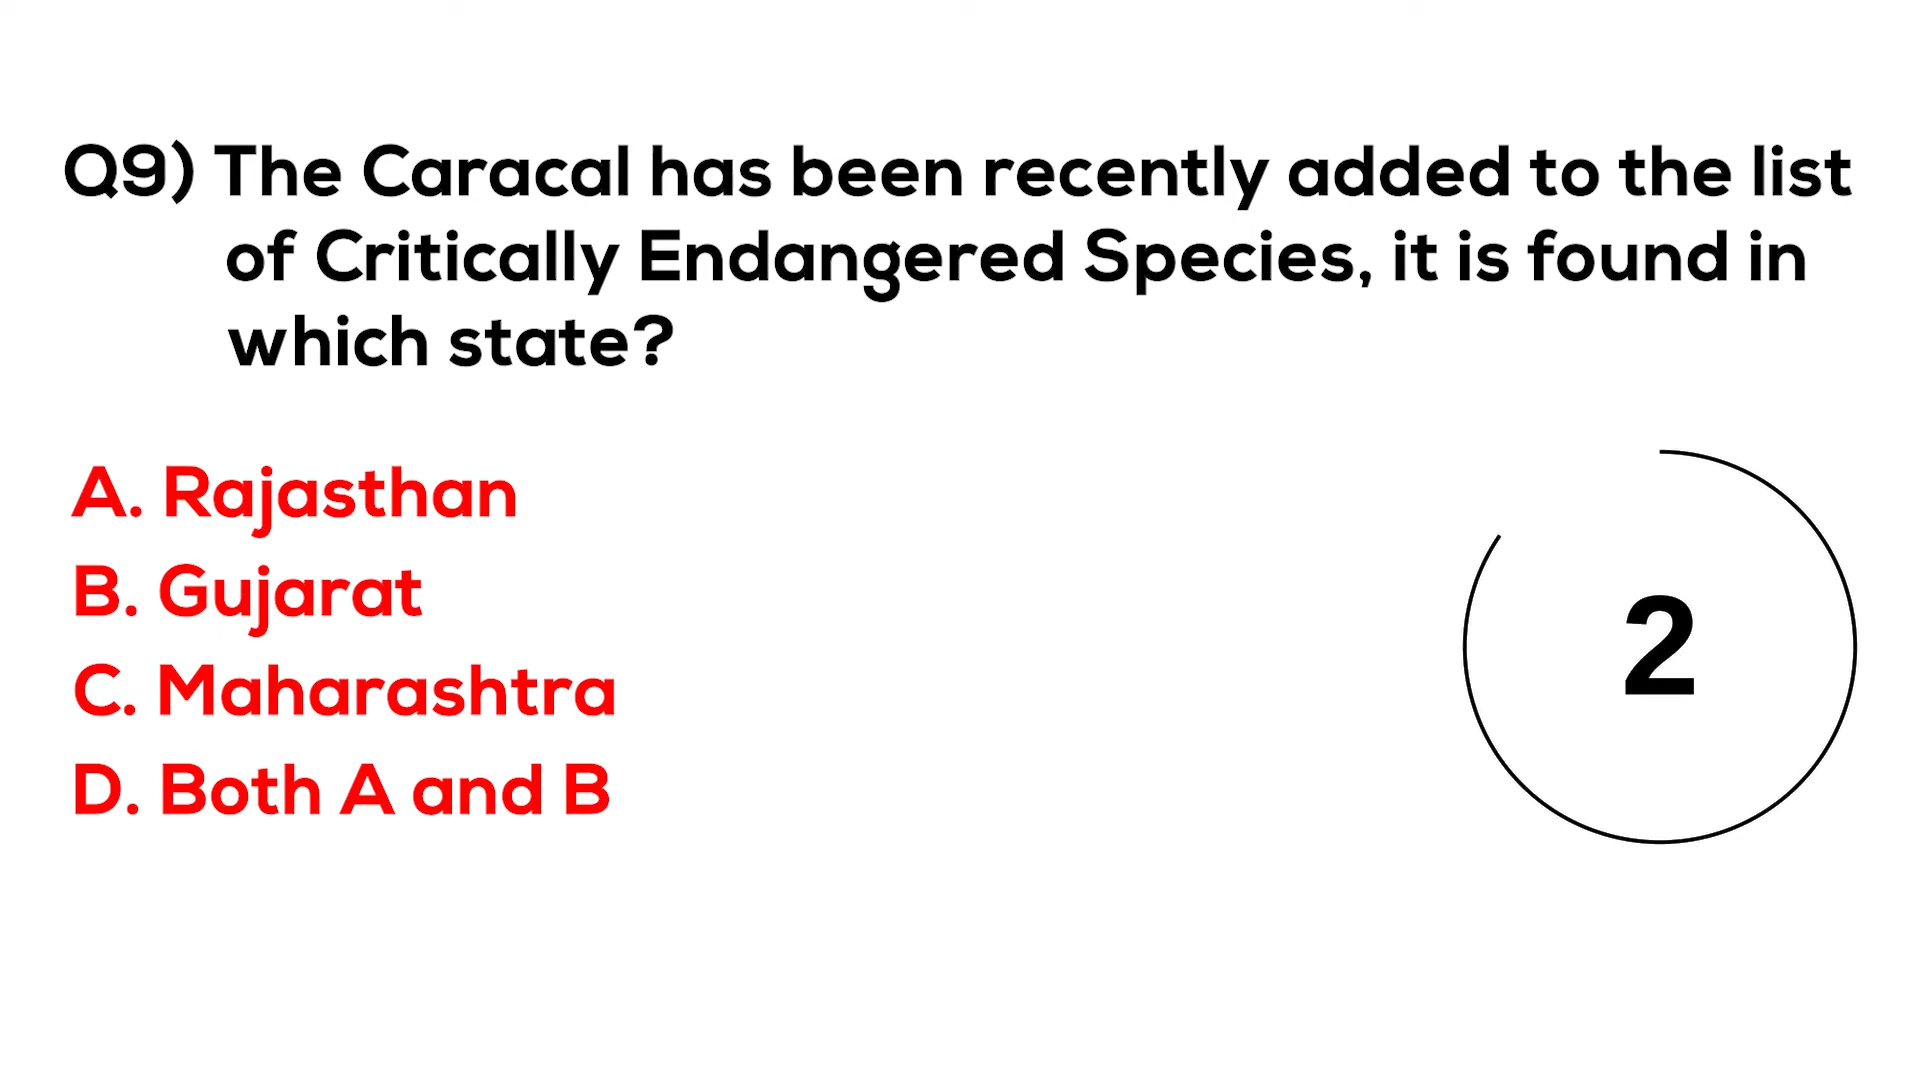 Q9) The Caracal has been recently added to the list
of Critically Endangered Species, it is found in
which state?
A. Rajasthan
B. Gujarat
C. Maharashtra
D. Both A and B
2